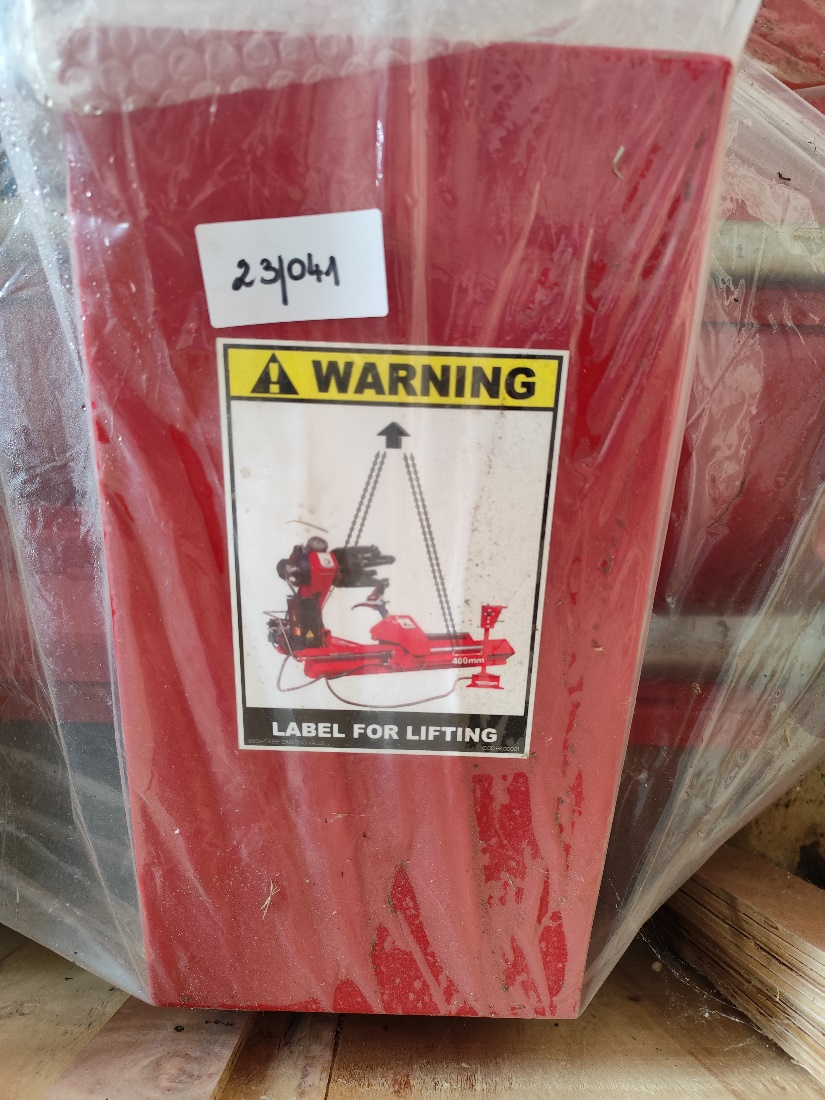 23/041
WARNING
400mm
LABEL FOR LIFTING